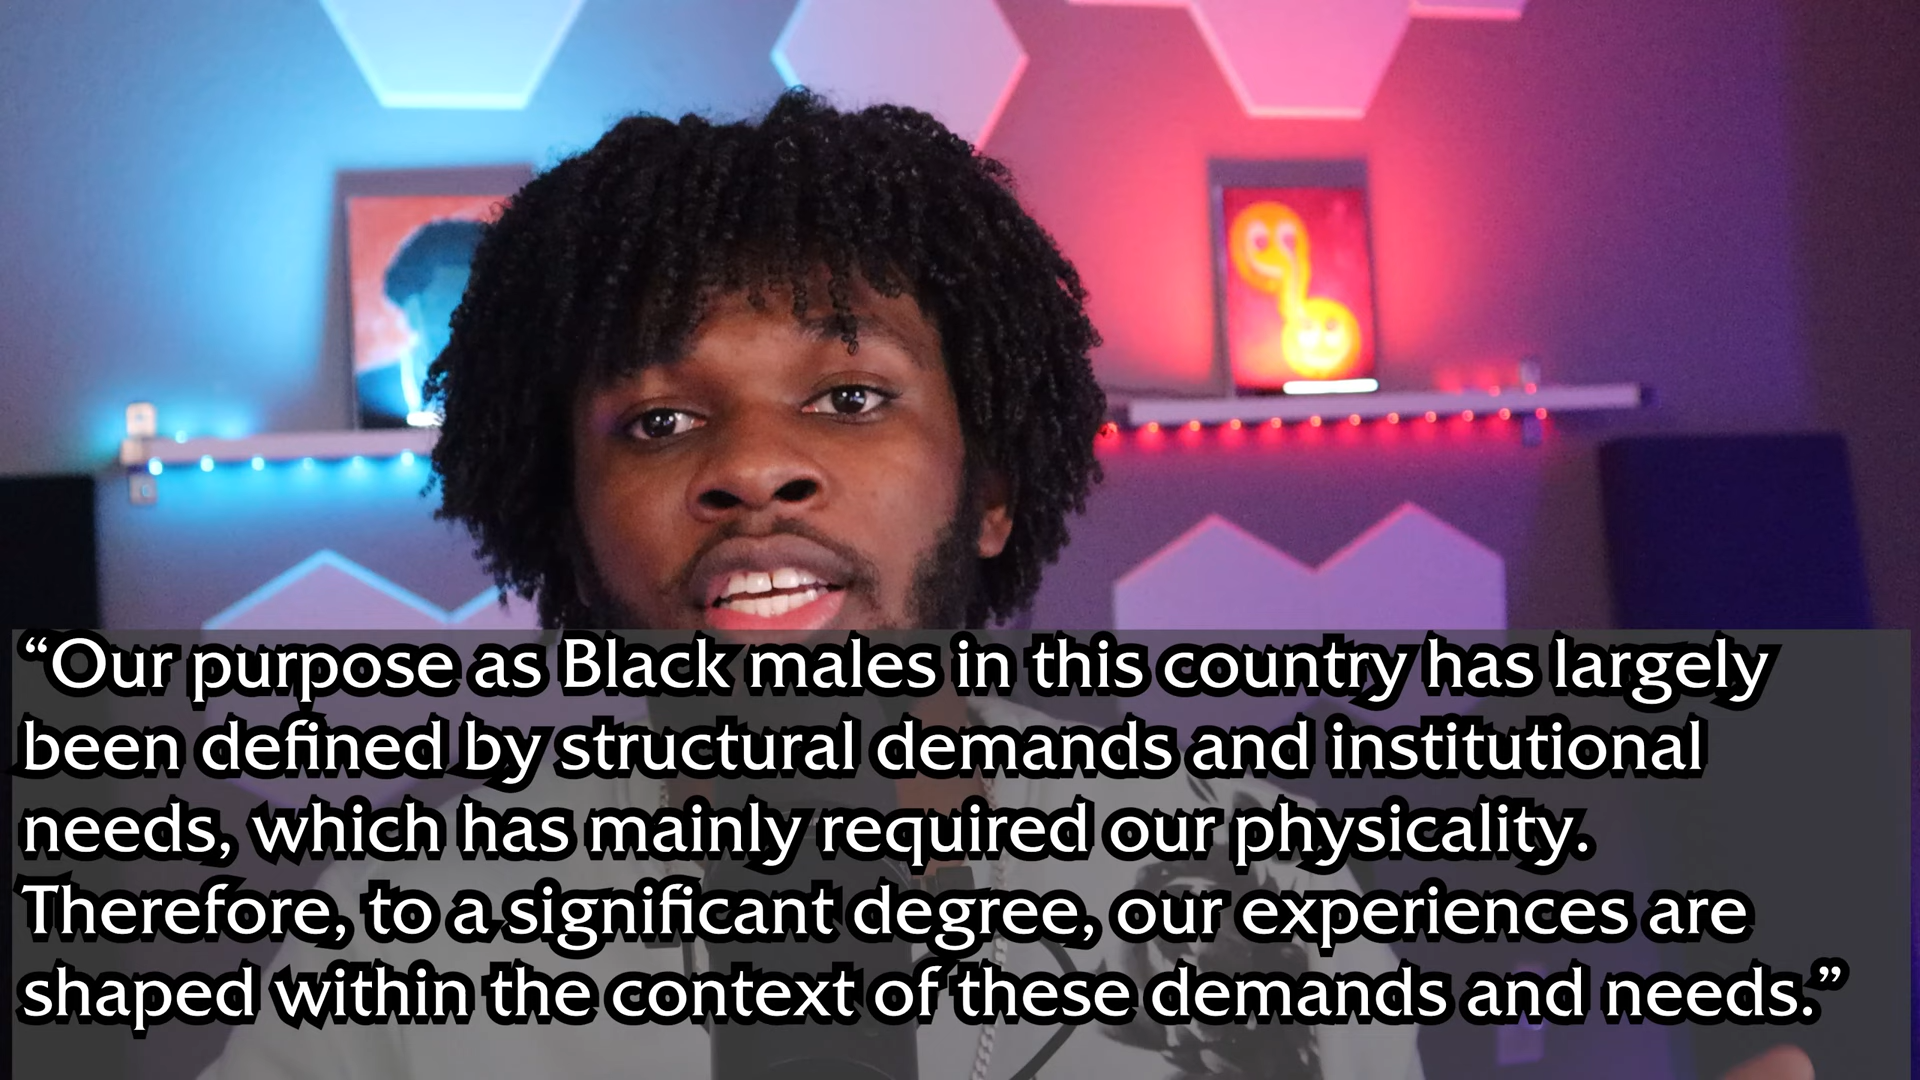 “Our purpose as Black males in this country has largely
been defined by structural demands and institutional
needs, which has mainly required our physicality.
Therefore, to a significant degree, our experiences are
shaped within the context of these demands and needs.”